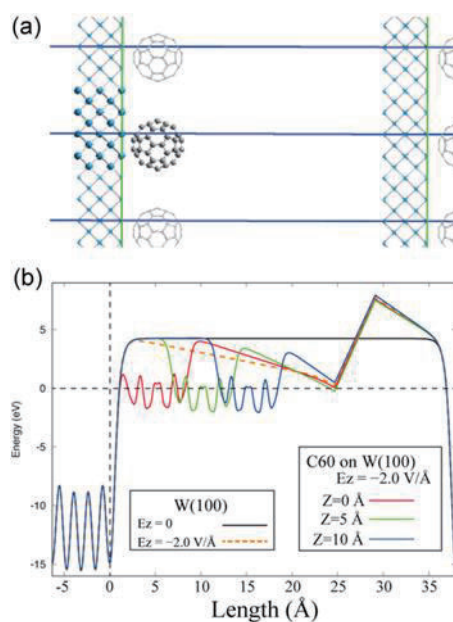 (a)
(b)
5
0
-5
-10
-15
Energy (eV)
W(100)
Ez = 0
Ez = −2.0 V/Å
C60 on W(100)
Ez = −2.0 V/Å
Z=0 Å
Z=5 Å
Z=10 Å
-5 0 5 10 15 20 25 30 35
Length (Å)